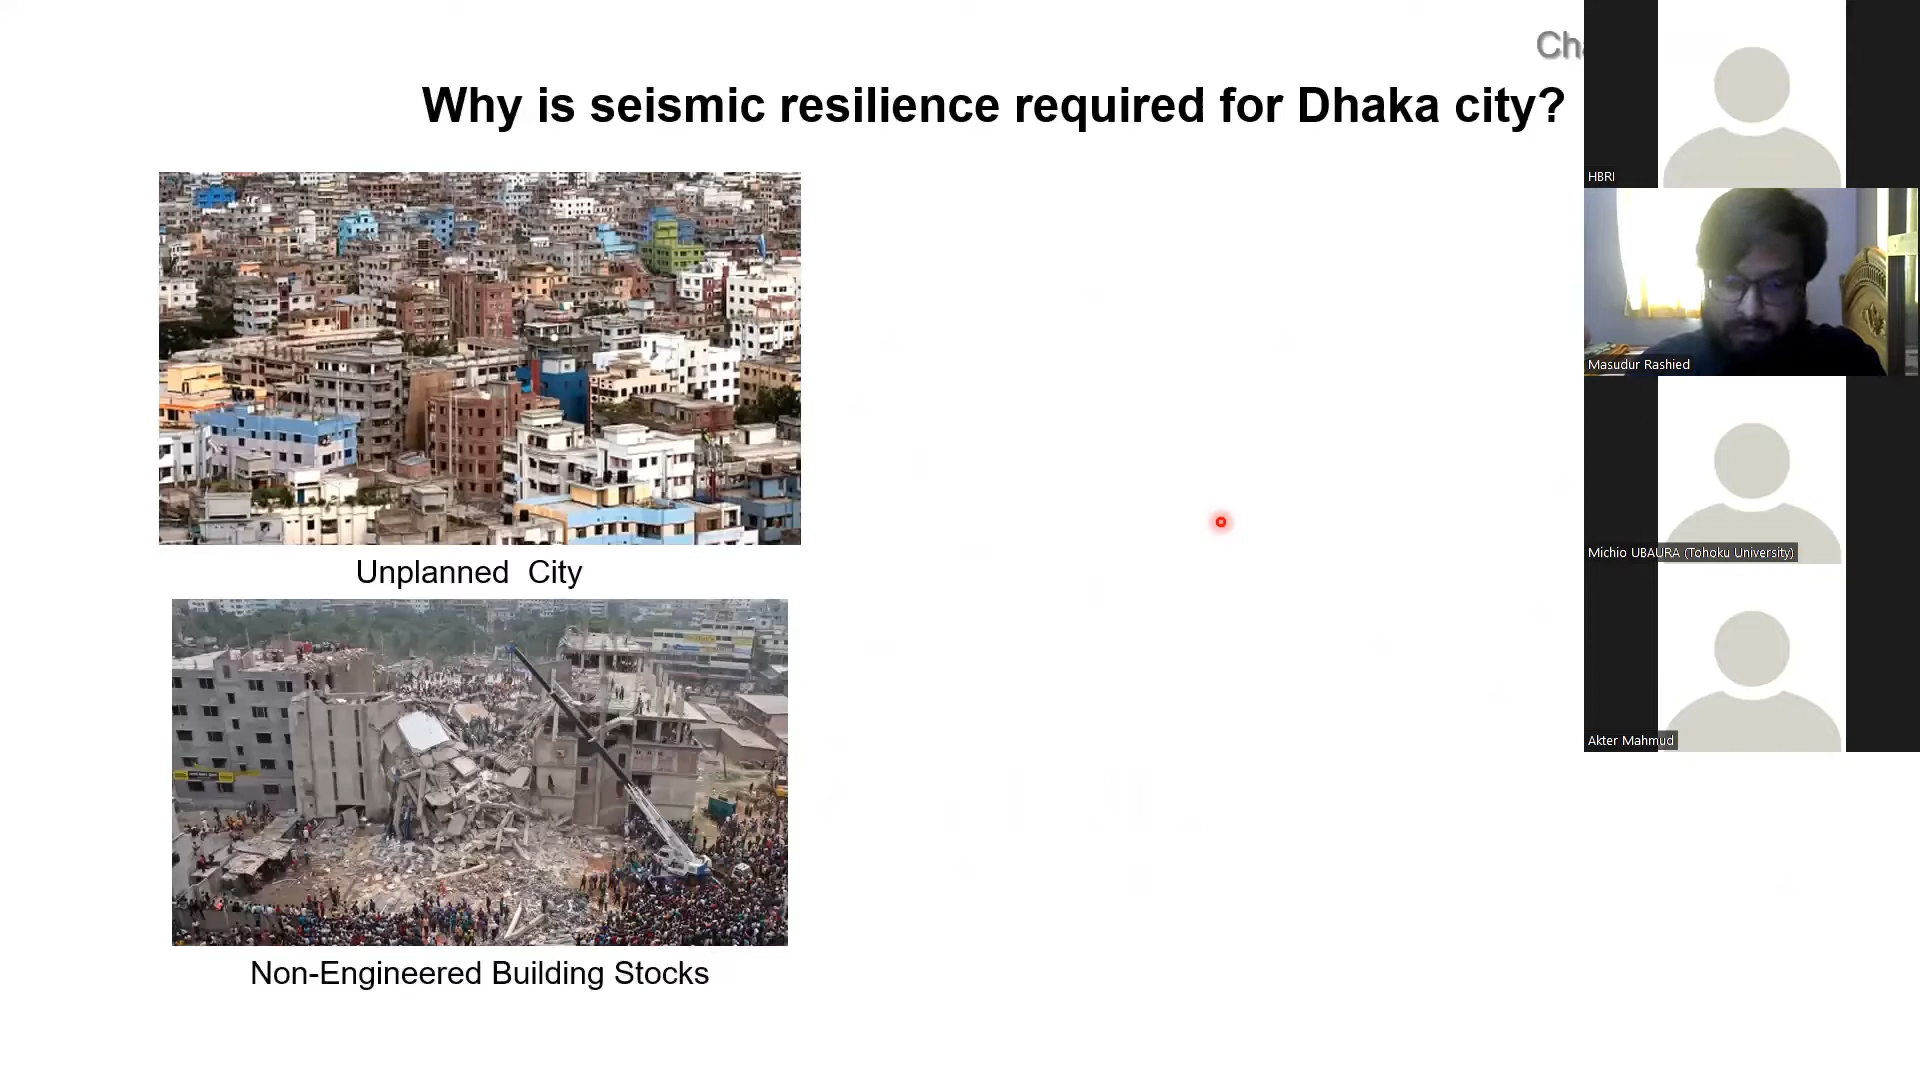 Why is seismic resilience required for Dhaka city?
Unplanned City
Non-Engineered Building Stocks
HBRI
Masudur Rashied
Michio UBAURA (Tohoku University)
Akter Mahmud